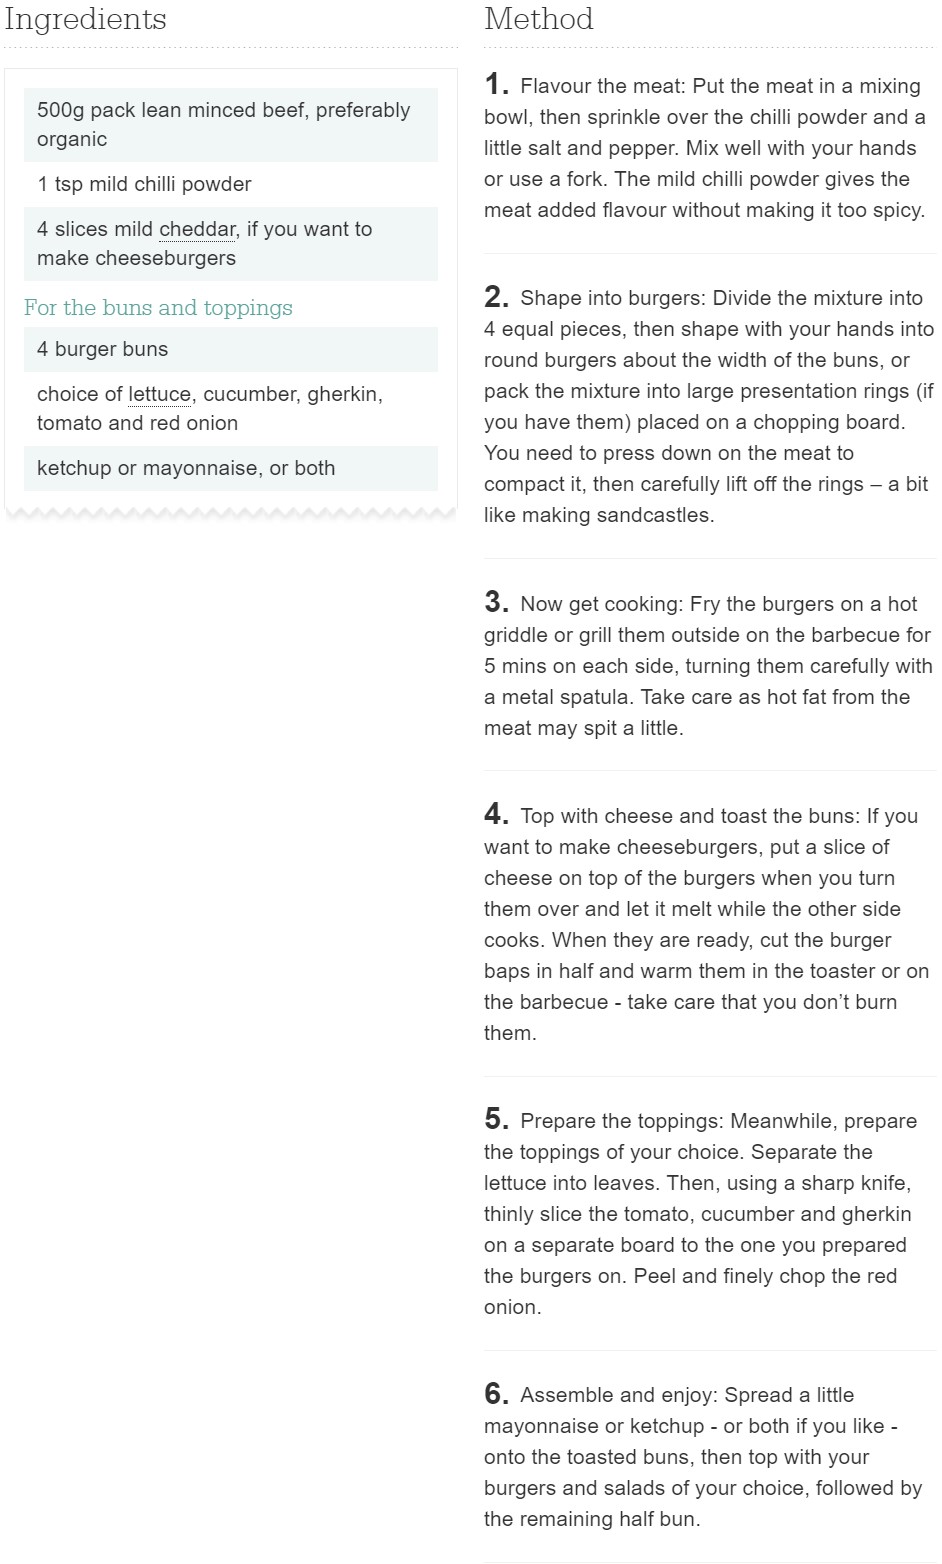 Ingredients
500g pack lean minced beef, preferably
organic
1 tsp mild chilli powder
4 slices mild cheddar, if you want to
make cheeseburgers
For the buns and toppings
4 burger buns
choice of lettuce, cucumber, gherkin,
tomato and red onion
ketchup or mayonnaise, or both
Method
1. Flavour the meat: Put the meat in a mixing
bowl, then sprinkle over the chilli powder and a
little salt and pepper. Mix well with your hands
or use a fork. The mild chilli powder gives the
meat added flavour without making it too spicy.
2. Shape into burgers: Divide the mixture into
4 equal pieces, then shape with your hands into
round burgers about the width of the buns, or
pack the mixture into large presentation rings (if
you have them) placed on a chopping board.
You need to press down on the meat to
compact it, then carefully lift off the rings – a bit
like making sandcastles.
3. Now get cooking: Fry the burgers on a hot
griddle or grill them outside on the barbecue for
5 mins on each side, turning them carefully with
a metal spatula. Take care as hot fat from the
meat may spit a little.
4. Top with cheese and toast the buns: If you
want to make cheeseburgers, put a slice of
cheese on top of the burgers when you turn
them over and let it melt while the other side
cooks. When they are ready, cut the burger
baps in half and warm them in the toaster or on
the barbecue - take care that you don’t burn
them.
5. Prepare the toppings: Meanwhile, prepare
the toppings of your choice. Separate the
lettuce into leaves. Then, using a sharp knife,
thinly slice the tomato, cucumber and gherkin
on a separate board to the one you prepared
the burgers on. Peel and finely chop the red
onion.
6. Assemble and enjoy: Spread a little
mayonnaise or ketchup - or both if you like -
onto the toasted buns, then top with your
burgers and salads of your choice, followed by
the remaining half bun.